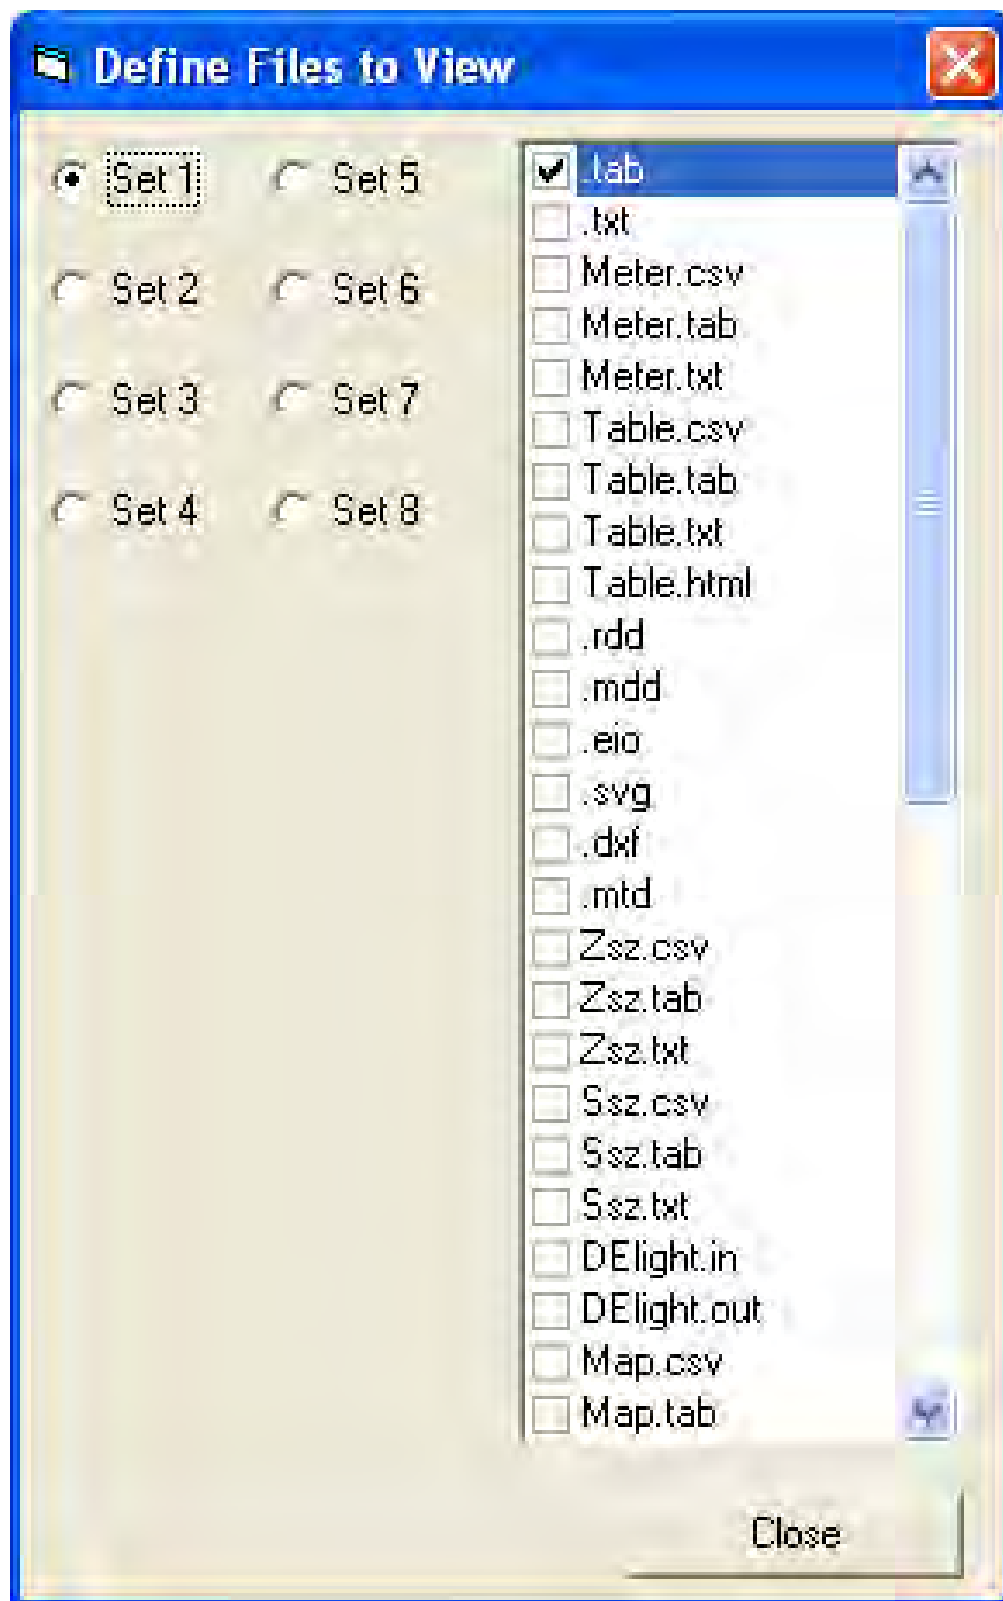 Define Files to View
Set 1
Set 5
Set 2
Set 6
Set 3
Set 7
Set 4
Set 8
.tab
.txt
Meter.csv
Meter.tab
Meter.txt
Table.csv
Table.tab
Table.txt
Table.html
.rdd
.mdd
.eio
.svg
.dxf
.mtd
Zsz.csv
Zsz.tab
Zsz.txt
Ssz.csv
Ssz.tab
Ssz.txt
DElight.in
DElight.out
Map.csv
Map.tab
Close